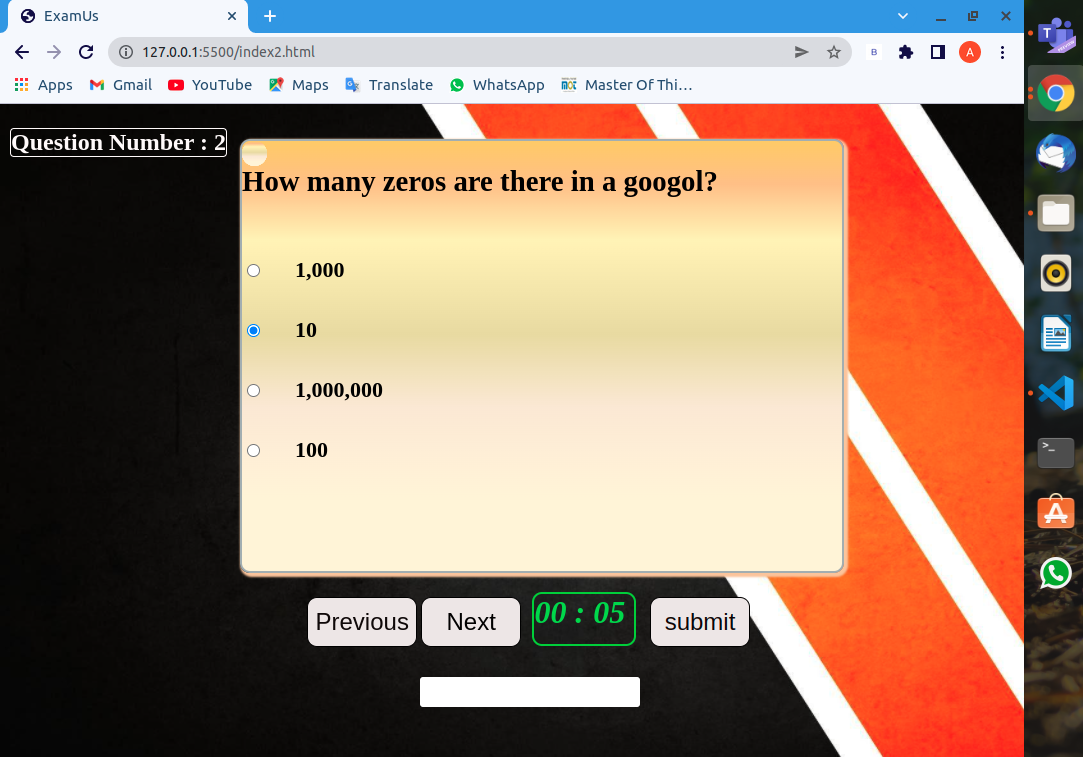 ExamUs
127.0.0.1:5500/index2.html
B
A
Apps Gmail YouTube Maps Translate WhatsApp Master Of Thi…
Question Number : 2
How many zeros are there in a googol?
1,000
10
1,000,000
100
Previous Next 00 : 05 submit